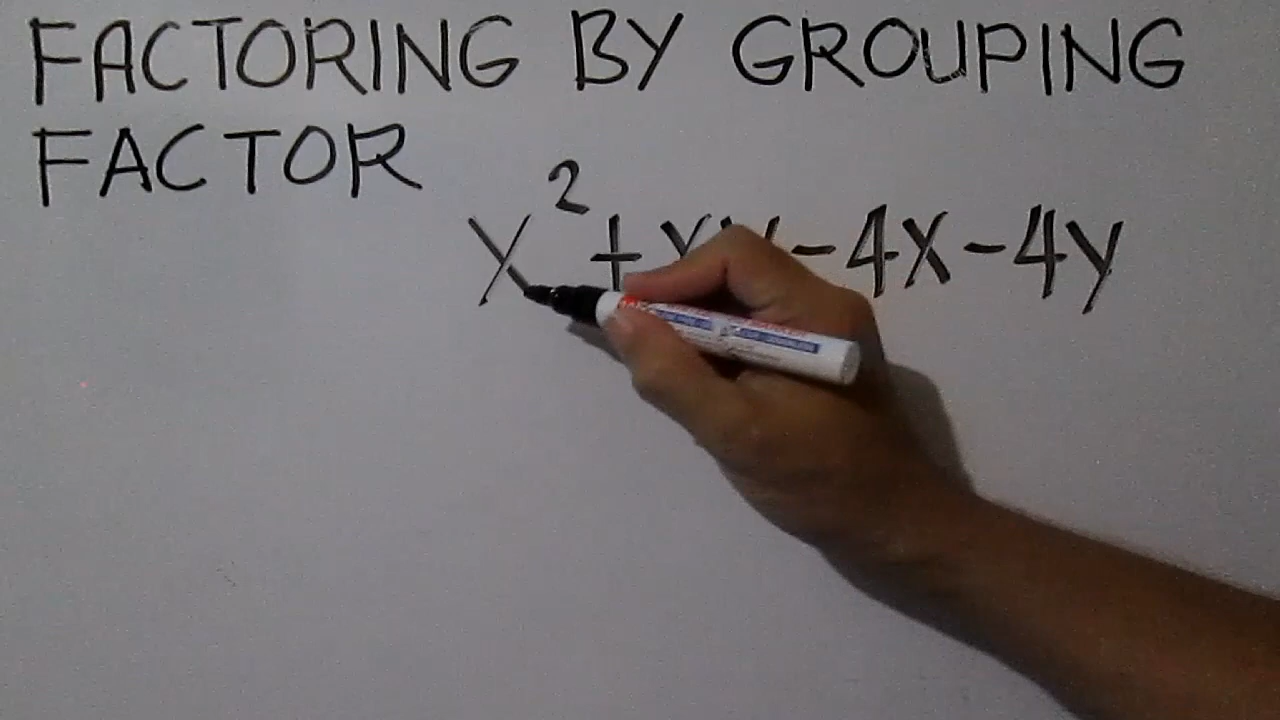 FACTORING BY GROUPING
FACTOR
x² + xy - 4x - 4y